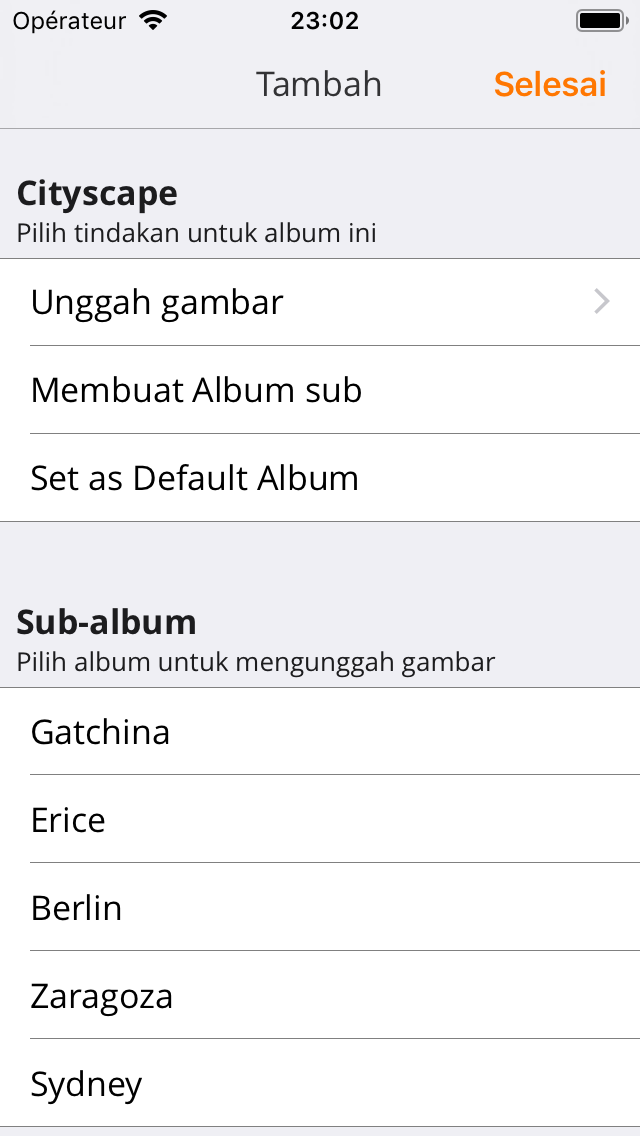 Opérateur 23:02
Tambah Selesai
Cityscape
Pilih tindakan untuk album ini
Unggah gambar
Membuat Album sub
Set as Default Album
Sub-album
Pilih album untuk mengunggah gambar
Gatchina
Erice
Berlin
Zaragoza
Sydney